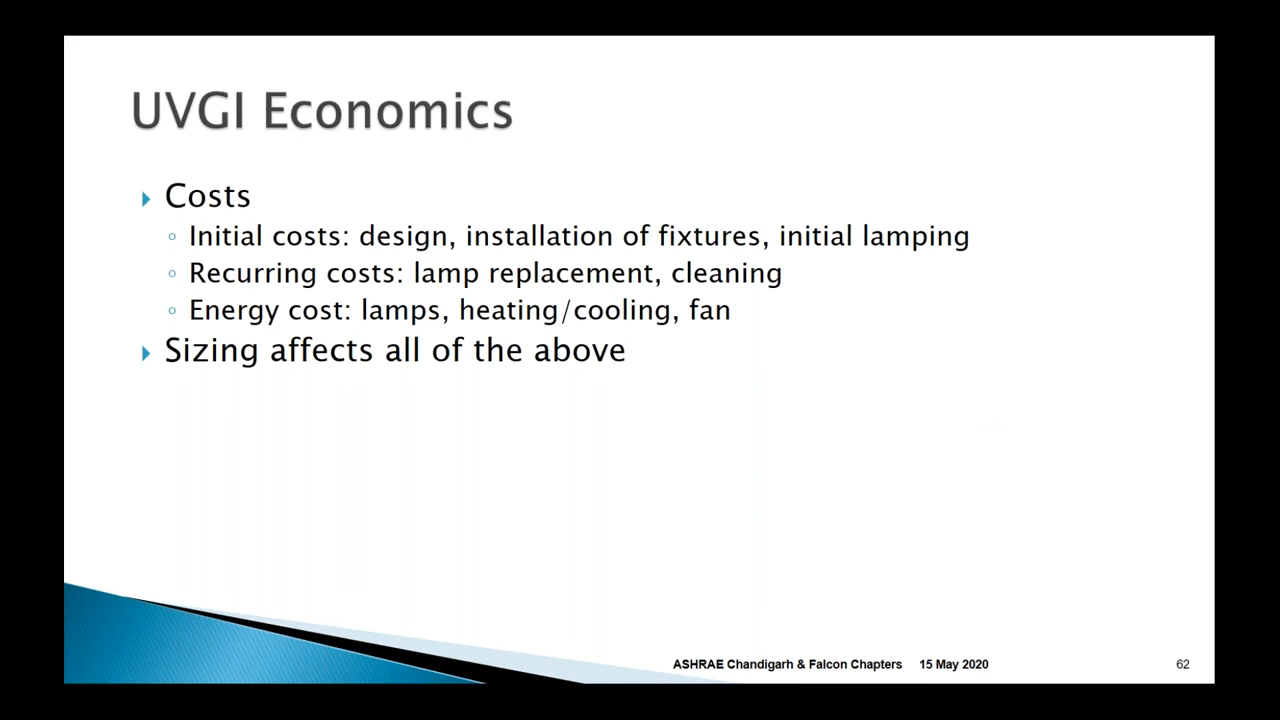 UVGI Economics
Costs
Initial costs: design, installation of fixtures, initial lamping
Recurring costs: lamp replacement, cleaning
Energy cost: lamps, heating/cooling, fan
Sizing affects all of the above
ASHRAE Chandigarh & Falcon Chapters 15 May 2020 62